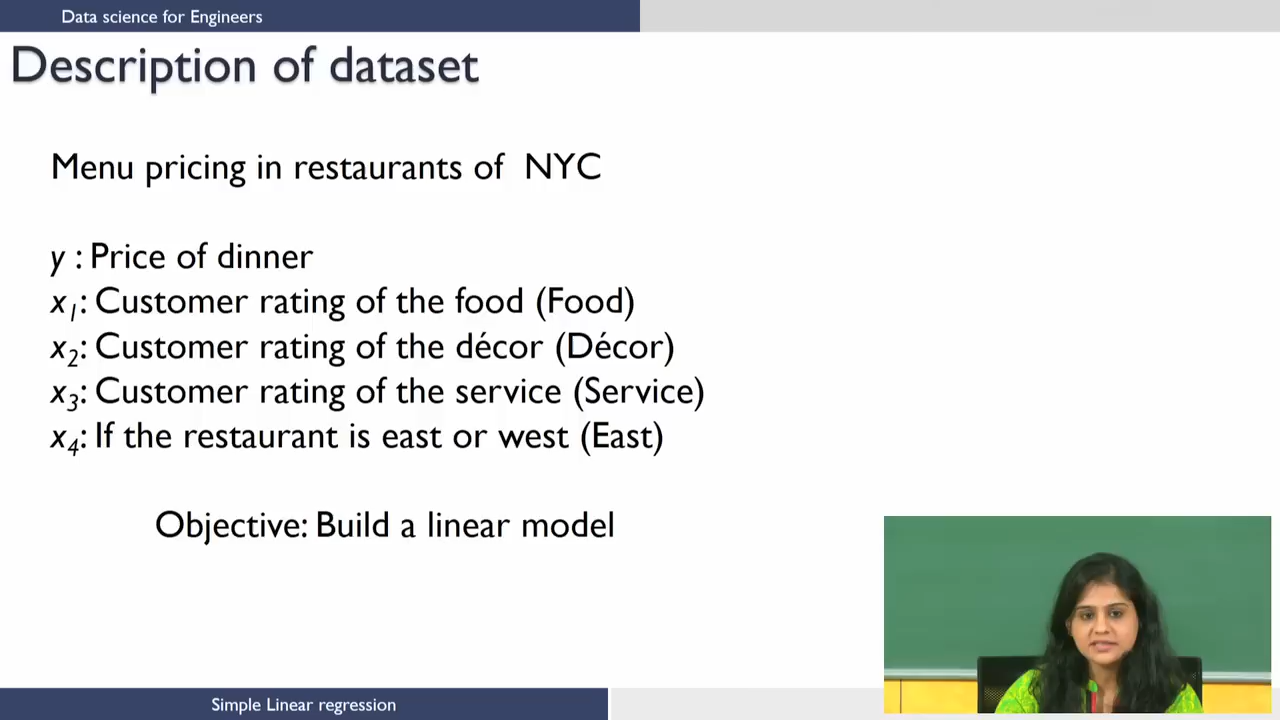 Data science for Engineers
Description of dataset
Menu pricing in restaurants of NYC
y : Price of dinner
x₁: Customer rating of the food (Food)
x₂: Customer rating of the décor (Décor)
x₃: Customer rating of the service (Service)
x₄: If the restaurant is east or west (East)
Objective: Build a linear model
Simple Linear regression